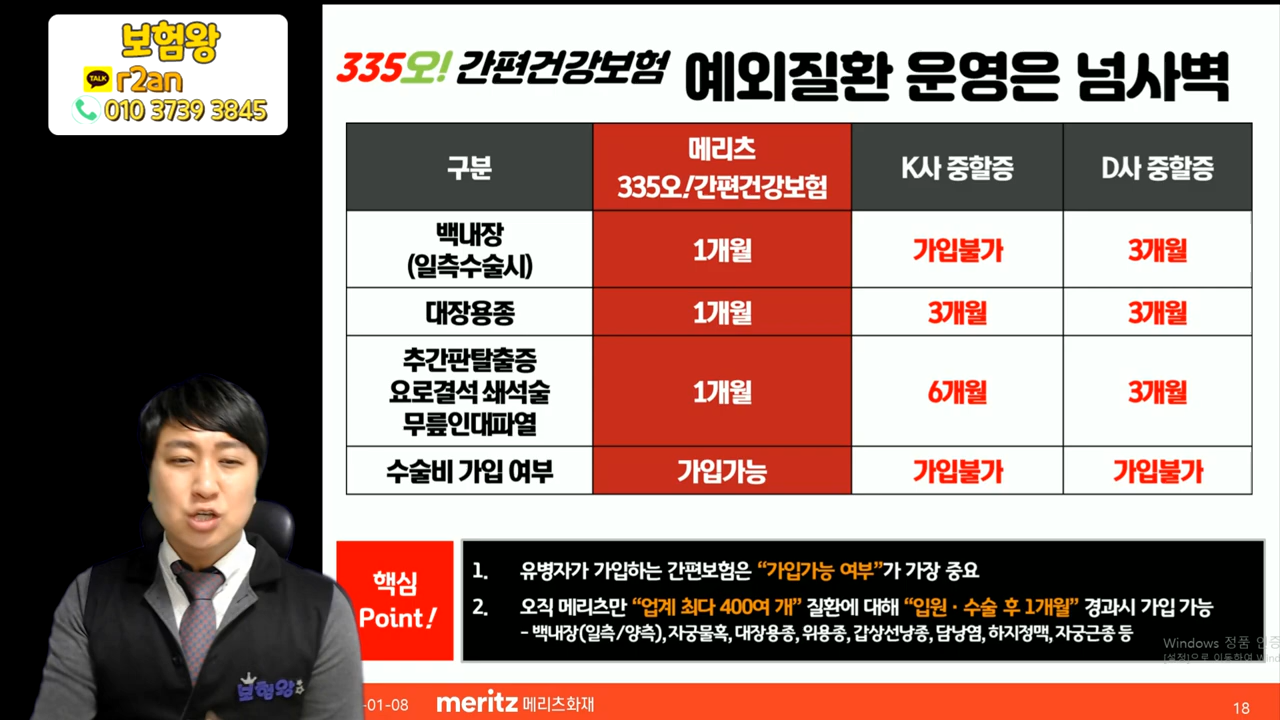 보험왕
TALK r2an
010 3739 3845
335오! 간편건강보험 예외질환 운영은 넘사벽
구분
메리츠
335오!간편건강보험
K사 중할증
D사 중할증
백내장
(일측수술시)
1개월
가입불가
3개월
대장용종
1개월
3개월
3개월
추간판탈출증
요로결석 쇄석술
무릎인대파열
1개월
6개월
3개월
수술비 가입 여부
가입가능
가입불가
가입불가
핵심
Point!
1. 유병자가 가입하는 간편보험은 “가입가능 여부”가 가장 중요
2. 오직 메리츠만 “업계 최다 400여 개” 질환에 대해 “입원 · 수술 후 1개월” 경과시 가입 가능
– 백내장(일측/양측), 자궁물혹, 대장용종, 위용종, 갑상선낭종, 담낭염, 하지정맥, 자궁근종 등
Windows 정품 인증
[설정]으로 이동하여 Wind
보험왕
-01-08
meritz 메리츠화재
18